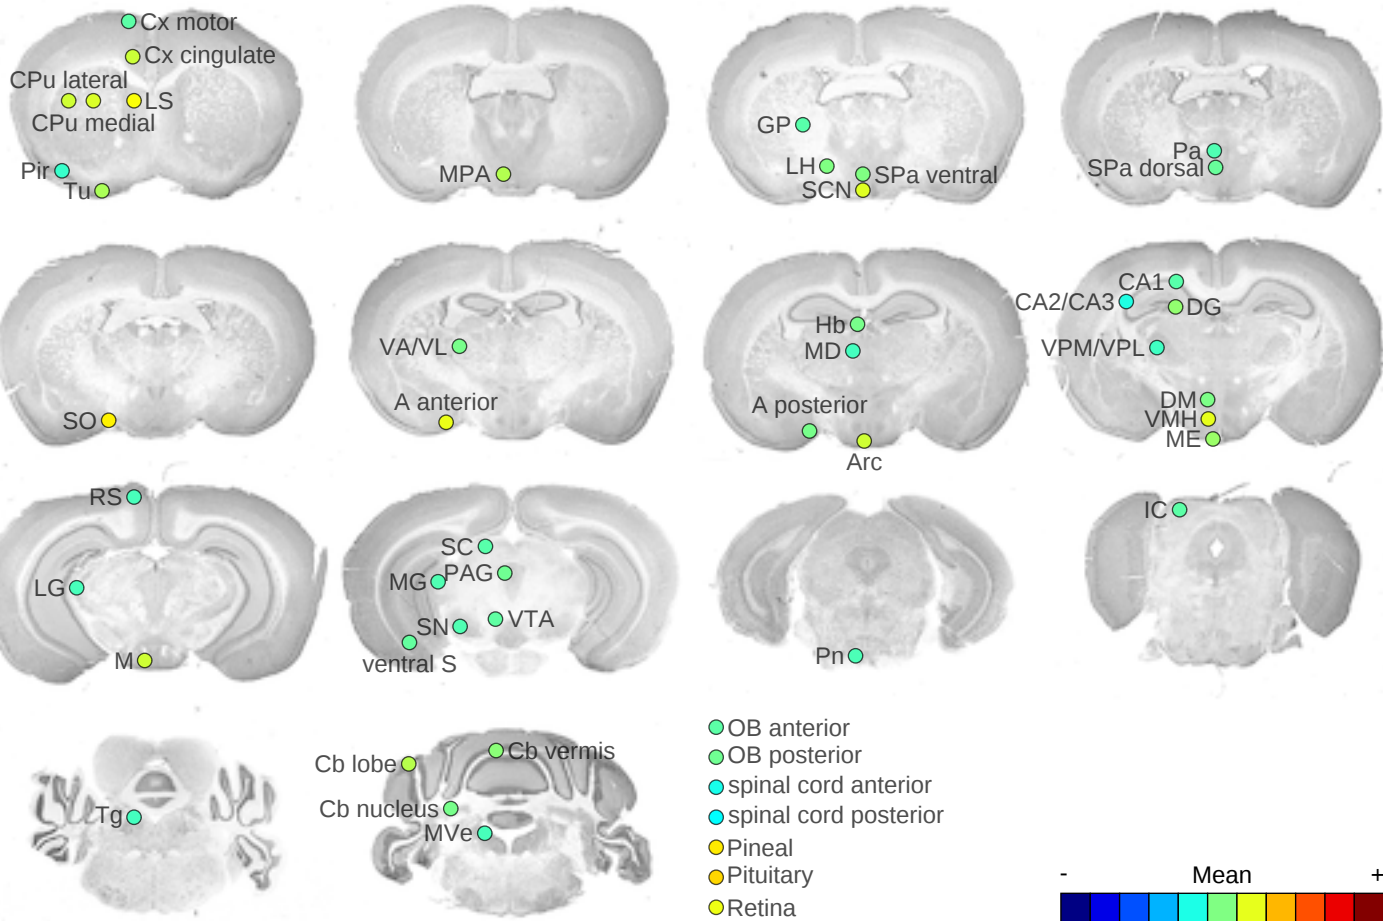 Cx motor
Cx cingulate
CPu lateral
LS
CPu medial
Pir
Tu
MPA
GP
LH
SPa ventral
SCN
Pa
SPa dorsal
SO
VA/VL
A anterior
Hb
MD
A posterior
Arc
CA1
CA2/CA3
DG
VPM/VPL
DM
VMH
ME
RS
LG
M
SC
MG
PAG
SN
VTA
ventral S
Pn
IC
Tg
Cb lobe
Cb vermis
Cb nucleus
MVe
OB anterior
OB posterior
spinal cord anterior
spinal cord posterior
Pineal
Pituitary
Retina
- Mean +